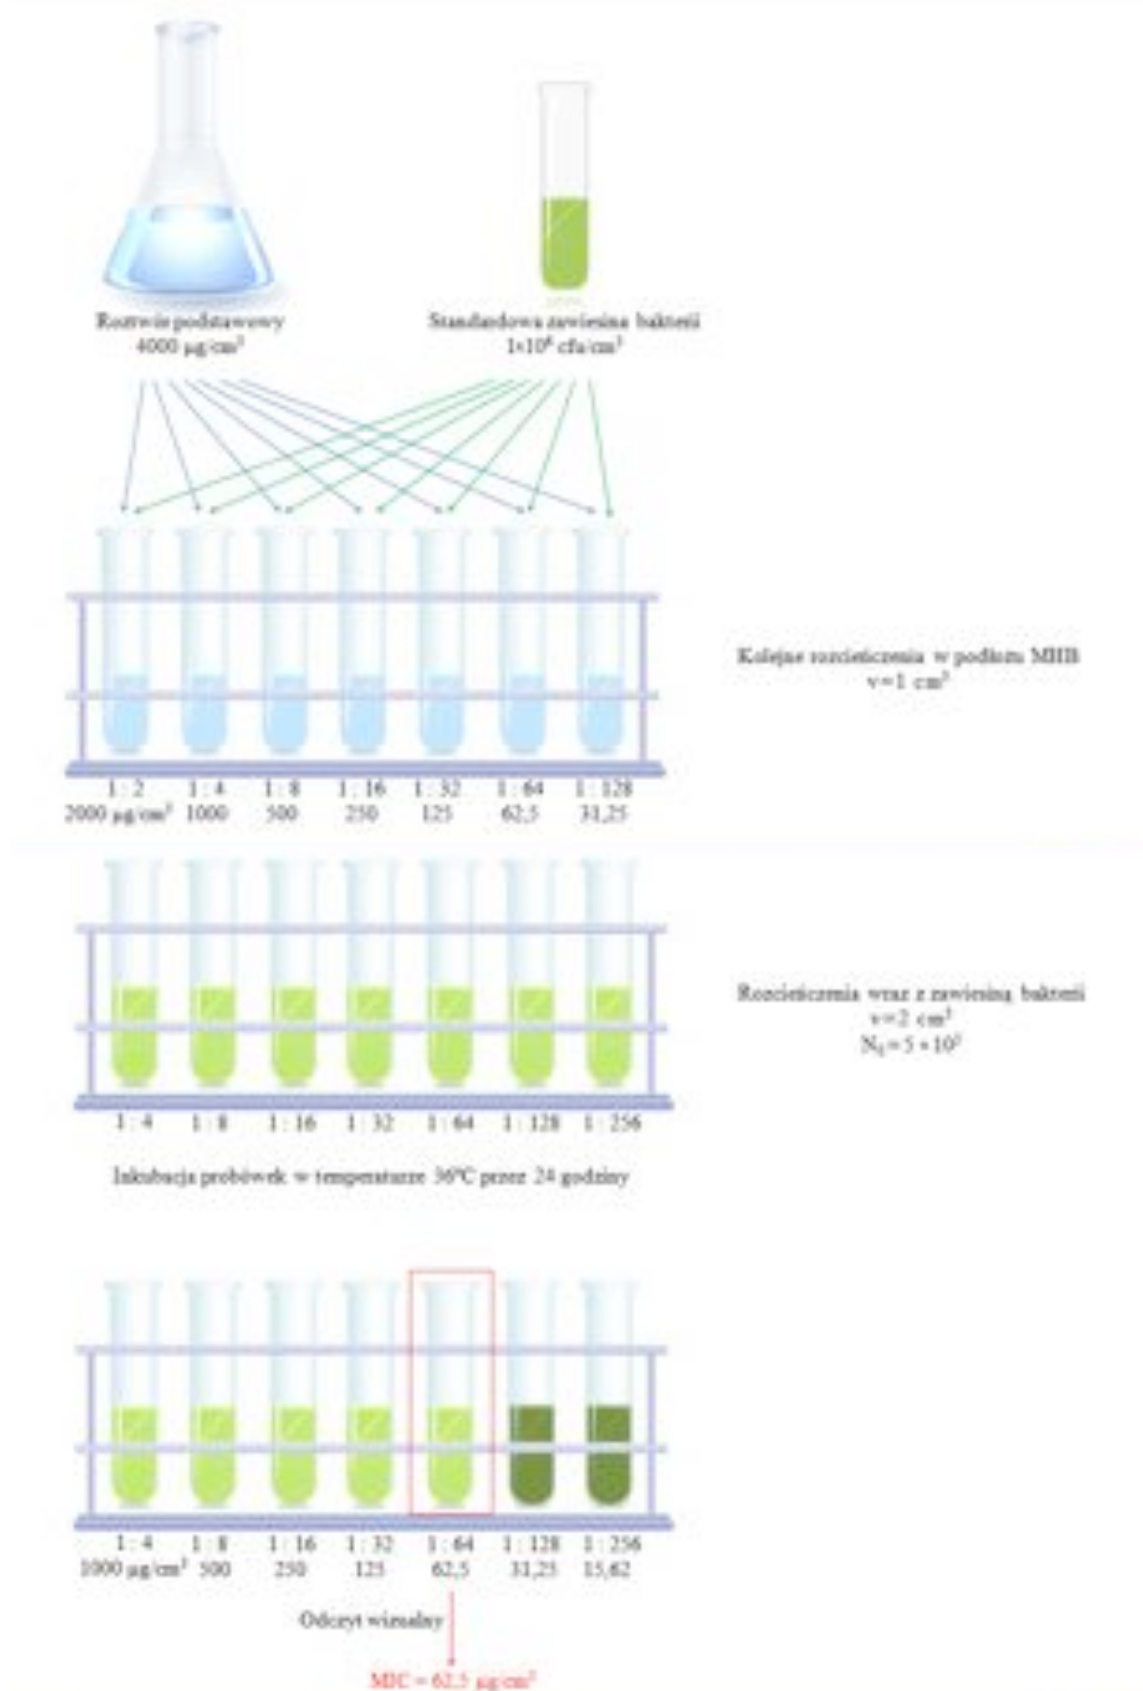 Roztwór podstawowy
4000 µg/cm³
Standardowa zawiesina bakterii
1×10⁶ cfu/cm³
Kolejne rozcieńczenia w podłożu MHB
v=1 cm³
1 : 2 1 : 4 1 : 8 1 : 16 1 : 32 1 : 64 1 : 128
2000 µg/cm³ 1000 500 250 125 62,5 31,25
Rozcieńczenia wraz z zawiesiną bakterii
v=2 cm³
1 : 4 1 : 8 1 : 16 1 : 32 1 : 64 1 : 128 1 : 256
Inkubacja probówek w temperaturze 36°C przez 24 godziny
1 : 4 1 : 8 1 : 16 1 : 32 1 : 64 1 : 128 1 : 256
1000 µg/cm³ 500 250 125 62,5 31,25 15,62
Odczyt wizualny
MIC = 62,5 µg/cm³